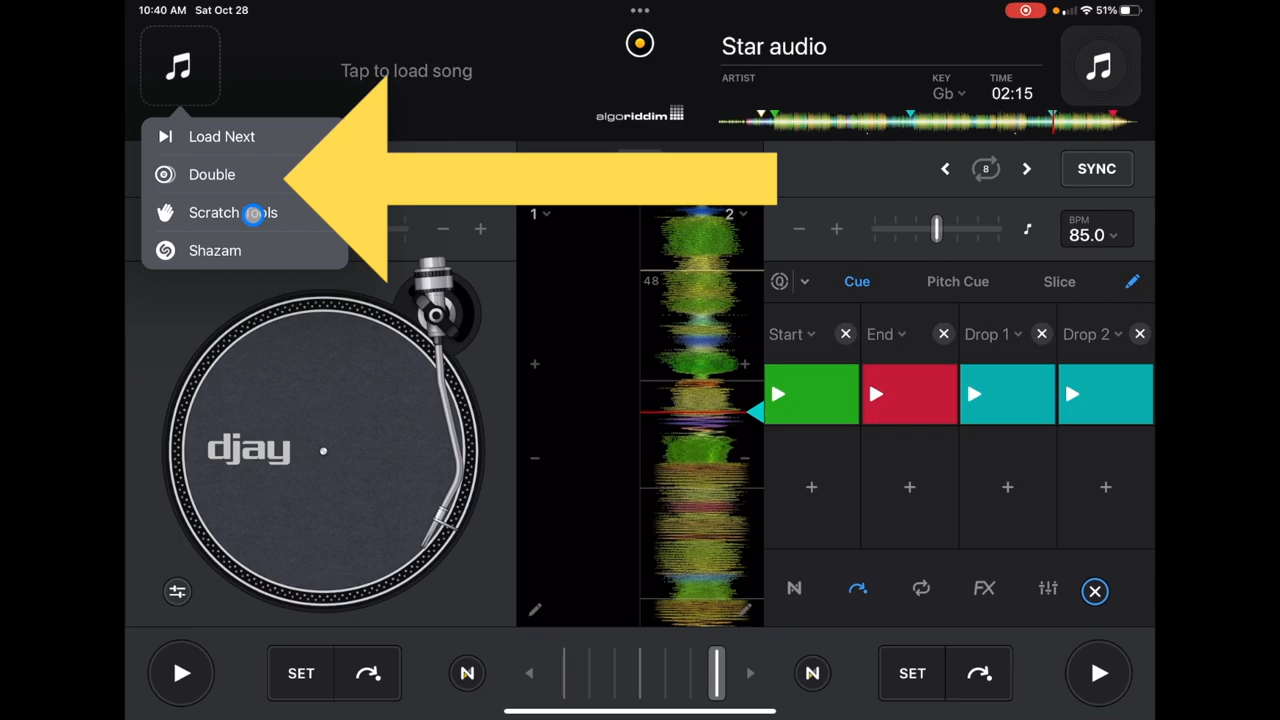 10:40 AM Sat Oct 28
51%
Tap to load song
algoriddim
Star audio
ARTIST
KEY
TIME
Gb
02:15
Load Next
Double
Scratch Tools
Shazam
8
SYNC
1
2
BPM
85.0
48
Q
Cue
Pitch Cue
Slice
Start
End
Drop 1
Drop 2
djay
N
FX
SET
N
N
SET